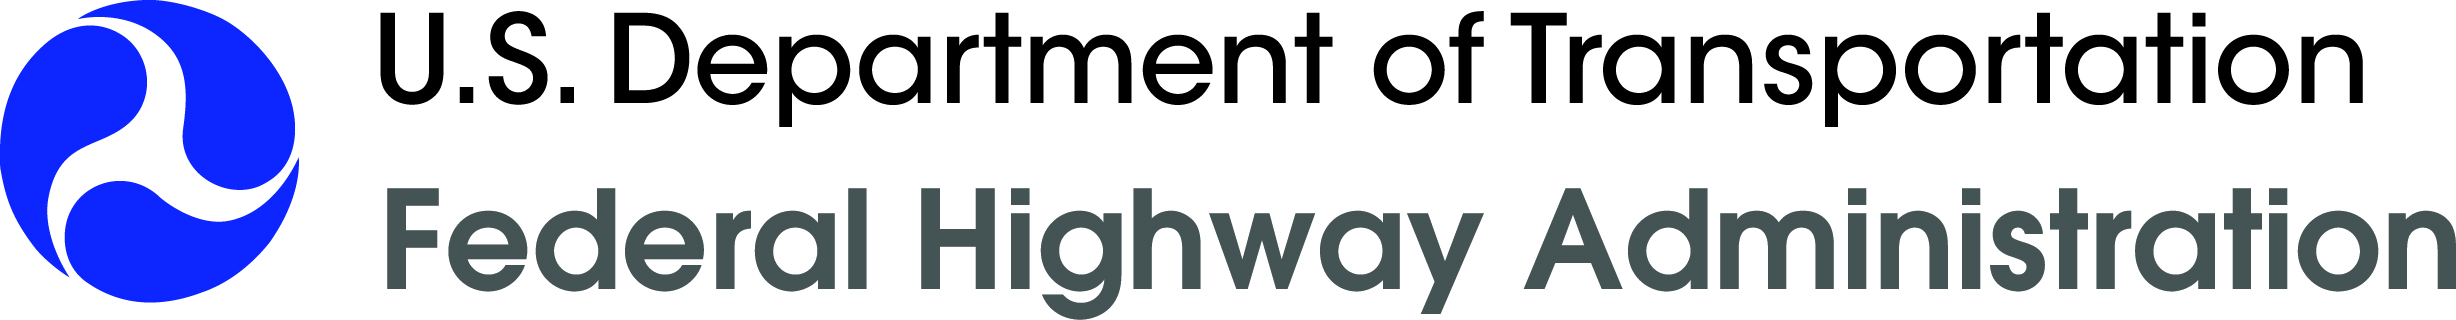 U.S. Department of Transportation
Federal Highway Administration